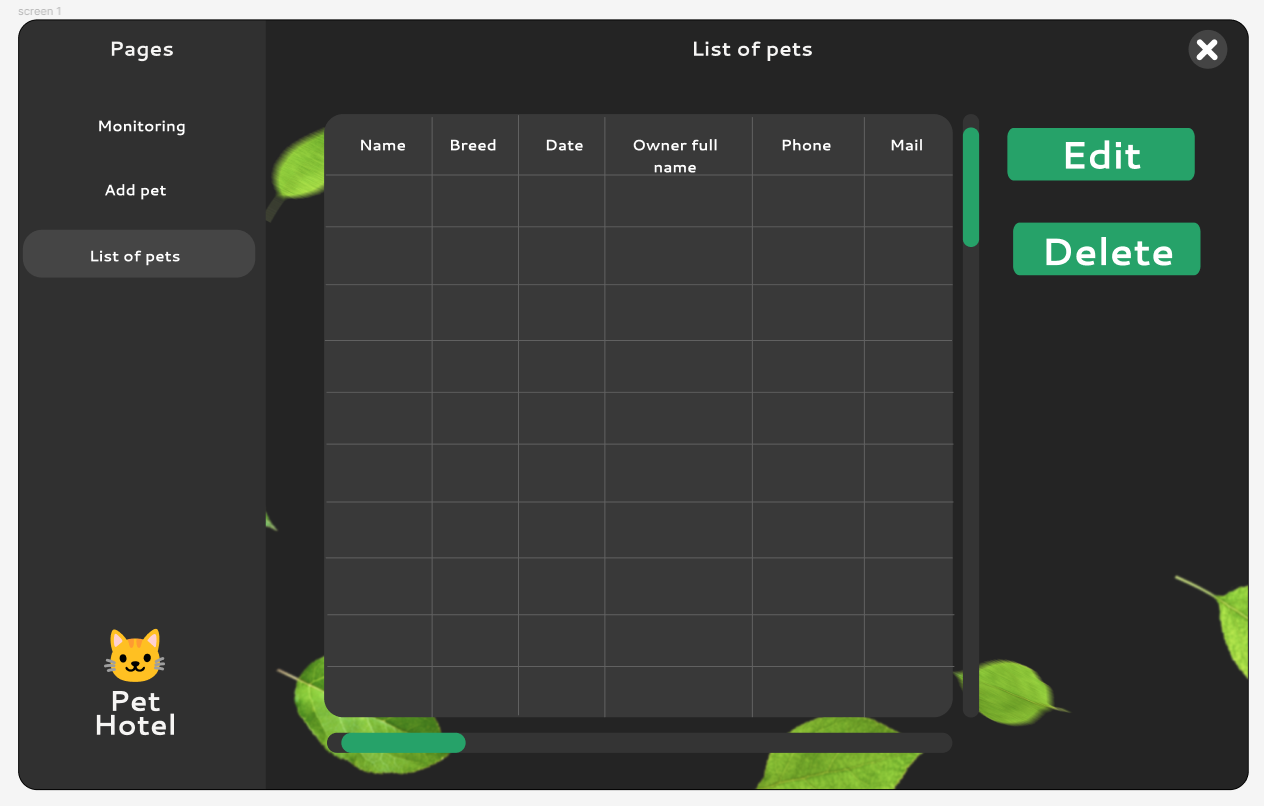 screen 1
Pages
List of pets
Monitoring
Add pet
List of pets
Name
Breed
Date
Owner full
name
Phone
Mail
Edit
Delete
Pet
Hotel